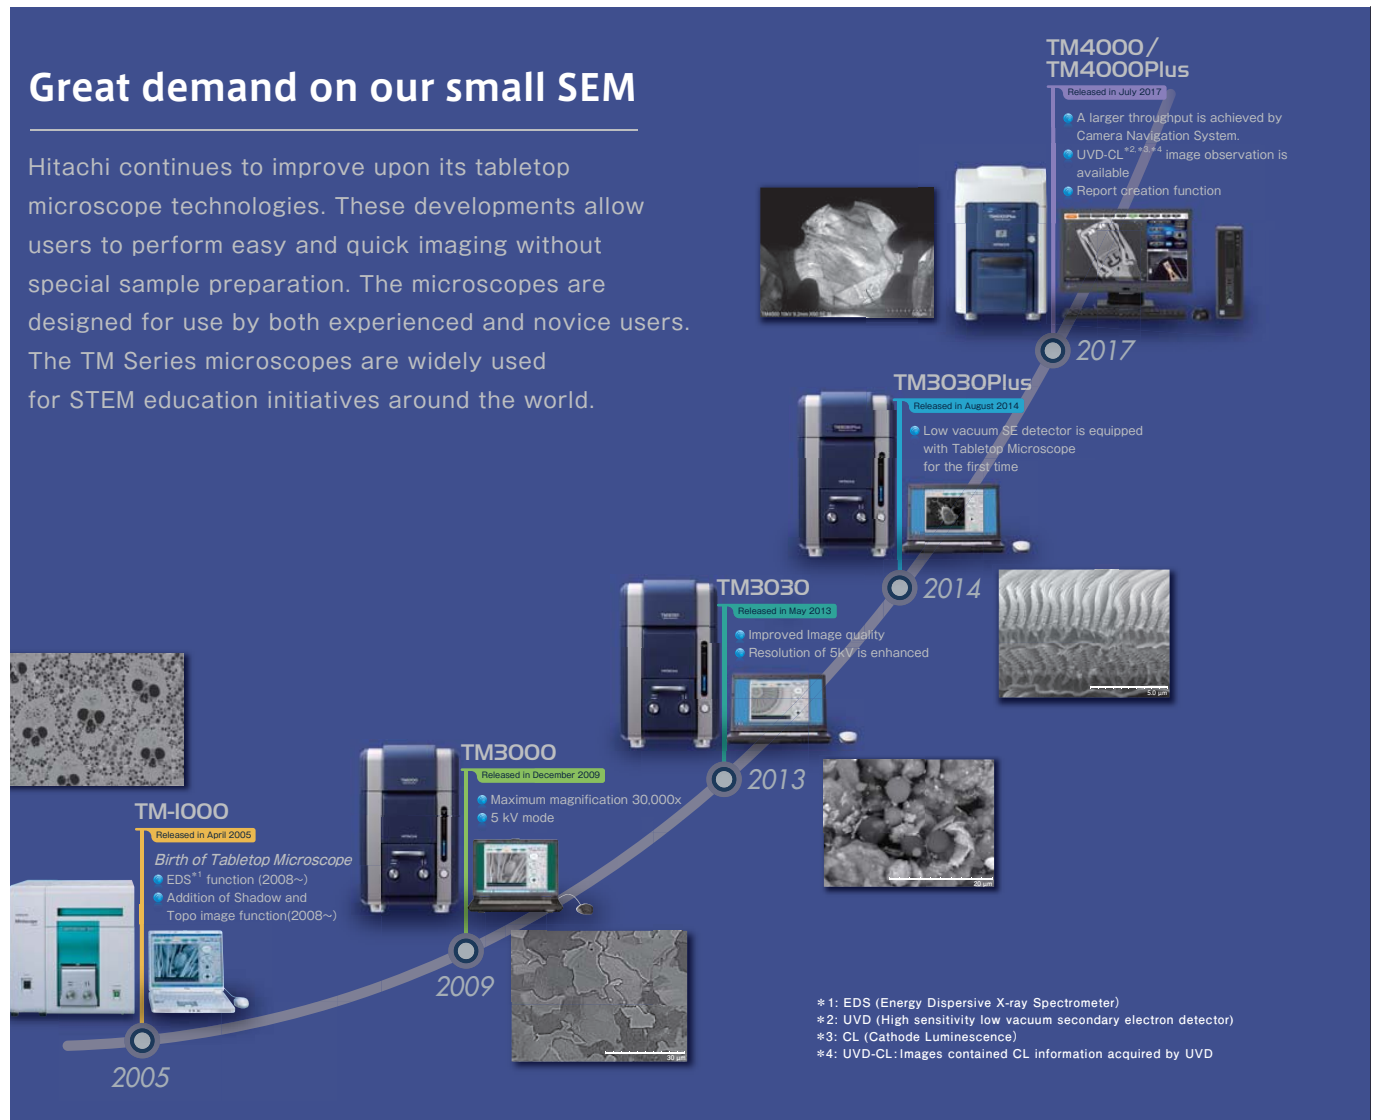 Great demand on our small SEM
Hitachi continues to improve upon its tabletop
microscope technologies. These developments allow
users to perform easy and quick imaging without
special sample preparation. The microscopes are
designed for use by both experienced and novice users.
The TM Series microscopes are widely used
for STEM education initiatives around the world.
TM4000/
TM4000Plus
Released in July 2017
A larger throughput is achieved by
Camera Navigation System.
UVD-CL*2,*3,*4 image observation is
available
Report creation function
2017
TM3030Plus
Released in August 2014
Low vacuum SE detector is equipped
with Tabletop Microscope
for the first time
2014
5.0 µm
TM3030
Released in May 2013
Improved Image quality
Resolution of 5kV is enhanced
2013
20 µm
TM3000
Released in December 2009
Maximum magnification 30,000x
5 kV mode
2009
30 µm
TM-1000
Released in April 2005
Birth of Tabletop Microscope
EDS*1 function (2008~)
Addition of Shadow and
Topo image function(2008~)
2005
*1: EDS (Energy Dispersive X-ray Spectrometer)
*2: UVD (High sensitivity low vacuum secondary electron detector)
*3: CL (Cathode Luminescence)
*4: UVD-CL: Images contained CL information acquired by UVD